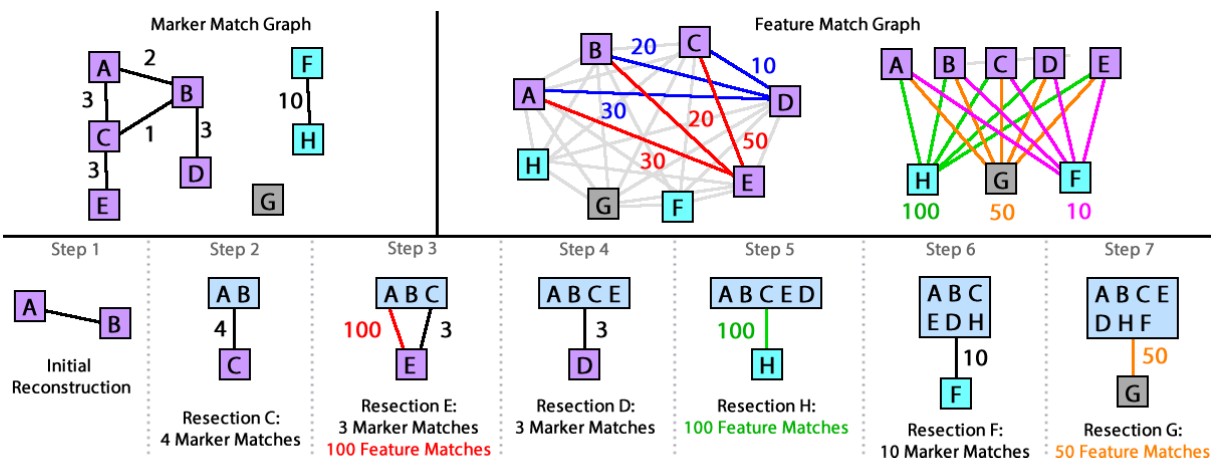 Marker Match Graph
A
2
B
3
1
C
3
3
D
E
F
10
H
G
Feature Match Graph
B
20
C
10
A
30
D
20
50
30
H
E
G
F
A B C D E
H G F
100 50 10
Step 1
A
B
Initial
Reconstruction
Step 2
A B
4
C
Resection C:
4 Marker Matches
Step 3
A B C
100 3
E
Resection E:
3 Marker Matches
100 Feature Matches
Step 4
A B C E
3
D
Resection D:
3 Marker Matches
Step 5
A B C E D
100
H
Resection H:
100 Feature Matches
Step 6
A B C
E D H
10
F
Resection F:
10 Marker Matches
Step 7
A B C E
D H F
50
G
Resection G:
50 Feature Matches